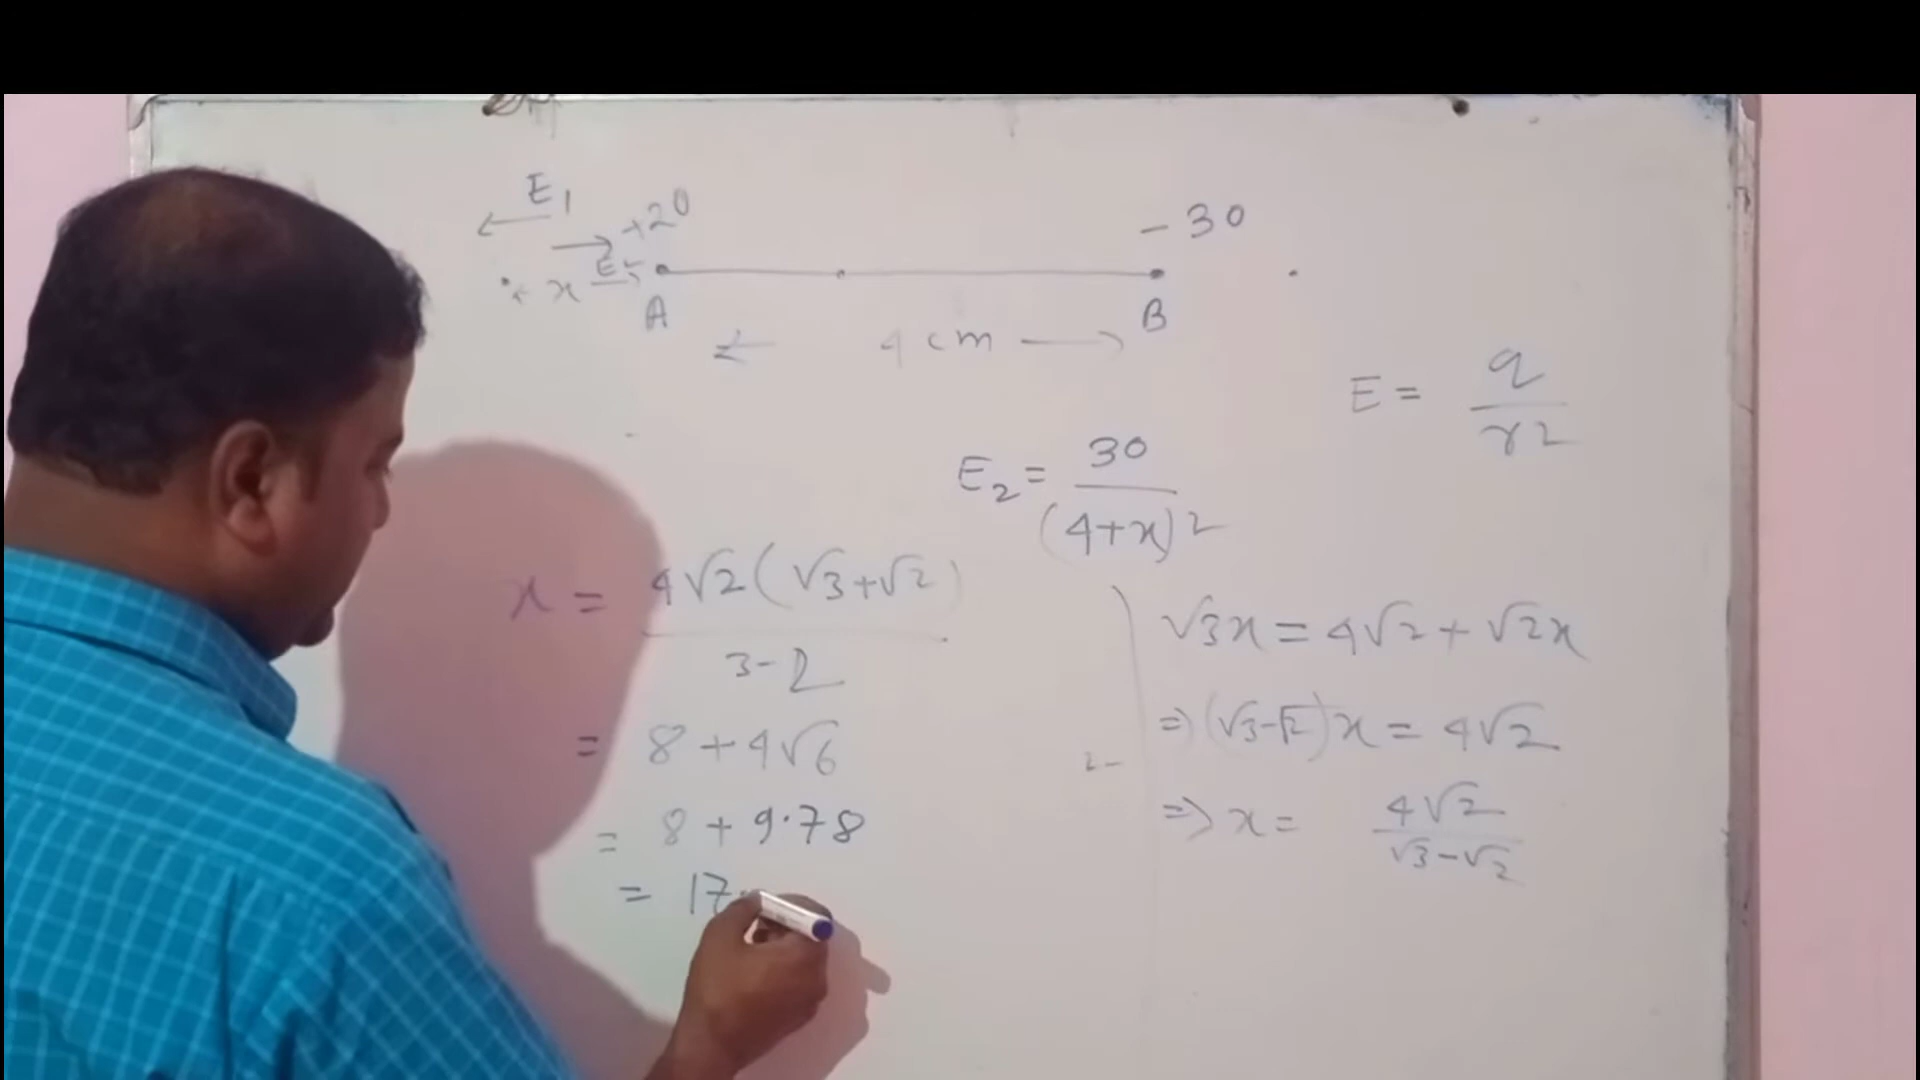 E₁
+20
- 30
E₂
x
A
B
4 cm
E = q / r²
E₂ = 30 / (4+x)²
x = 4√2(√3+√2) / 3-2
= 8 + 4√6
= 8 + 9.78
= 17.
√3x = 4√2 + √2x
⇒ (√3-√2)x = 4√2
⇒ x = 4√2 / √3-√2